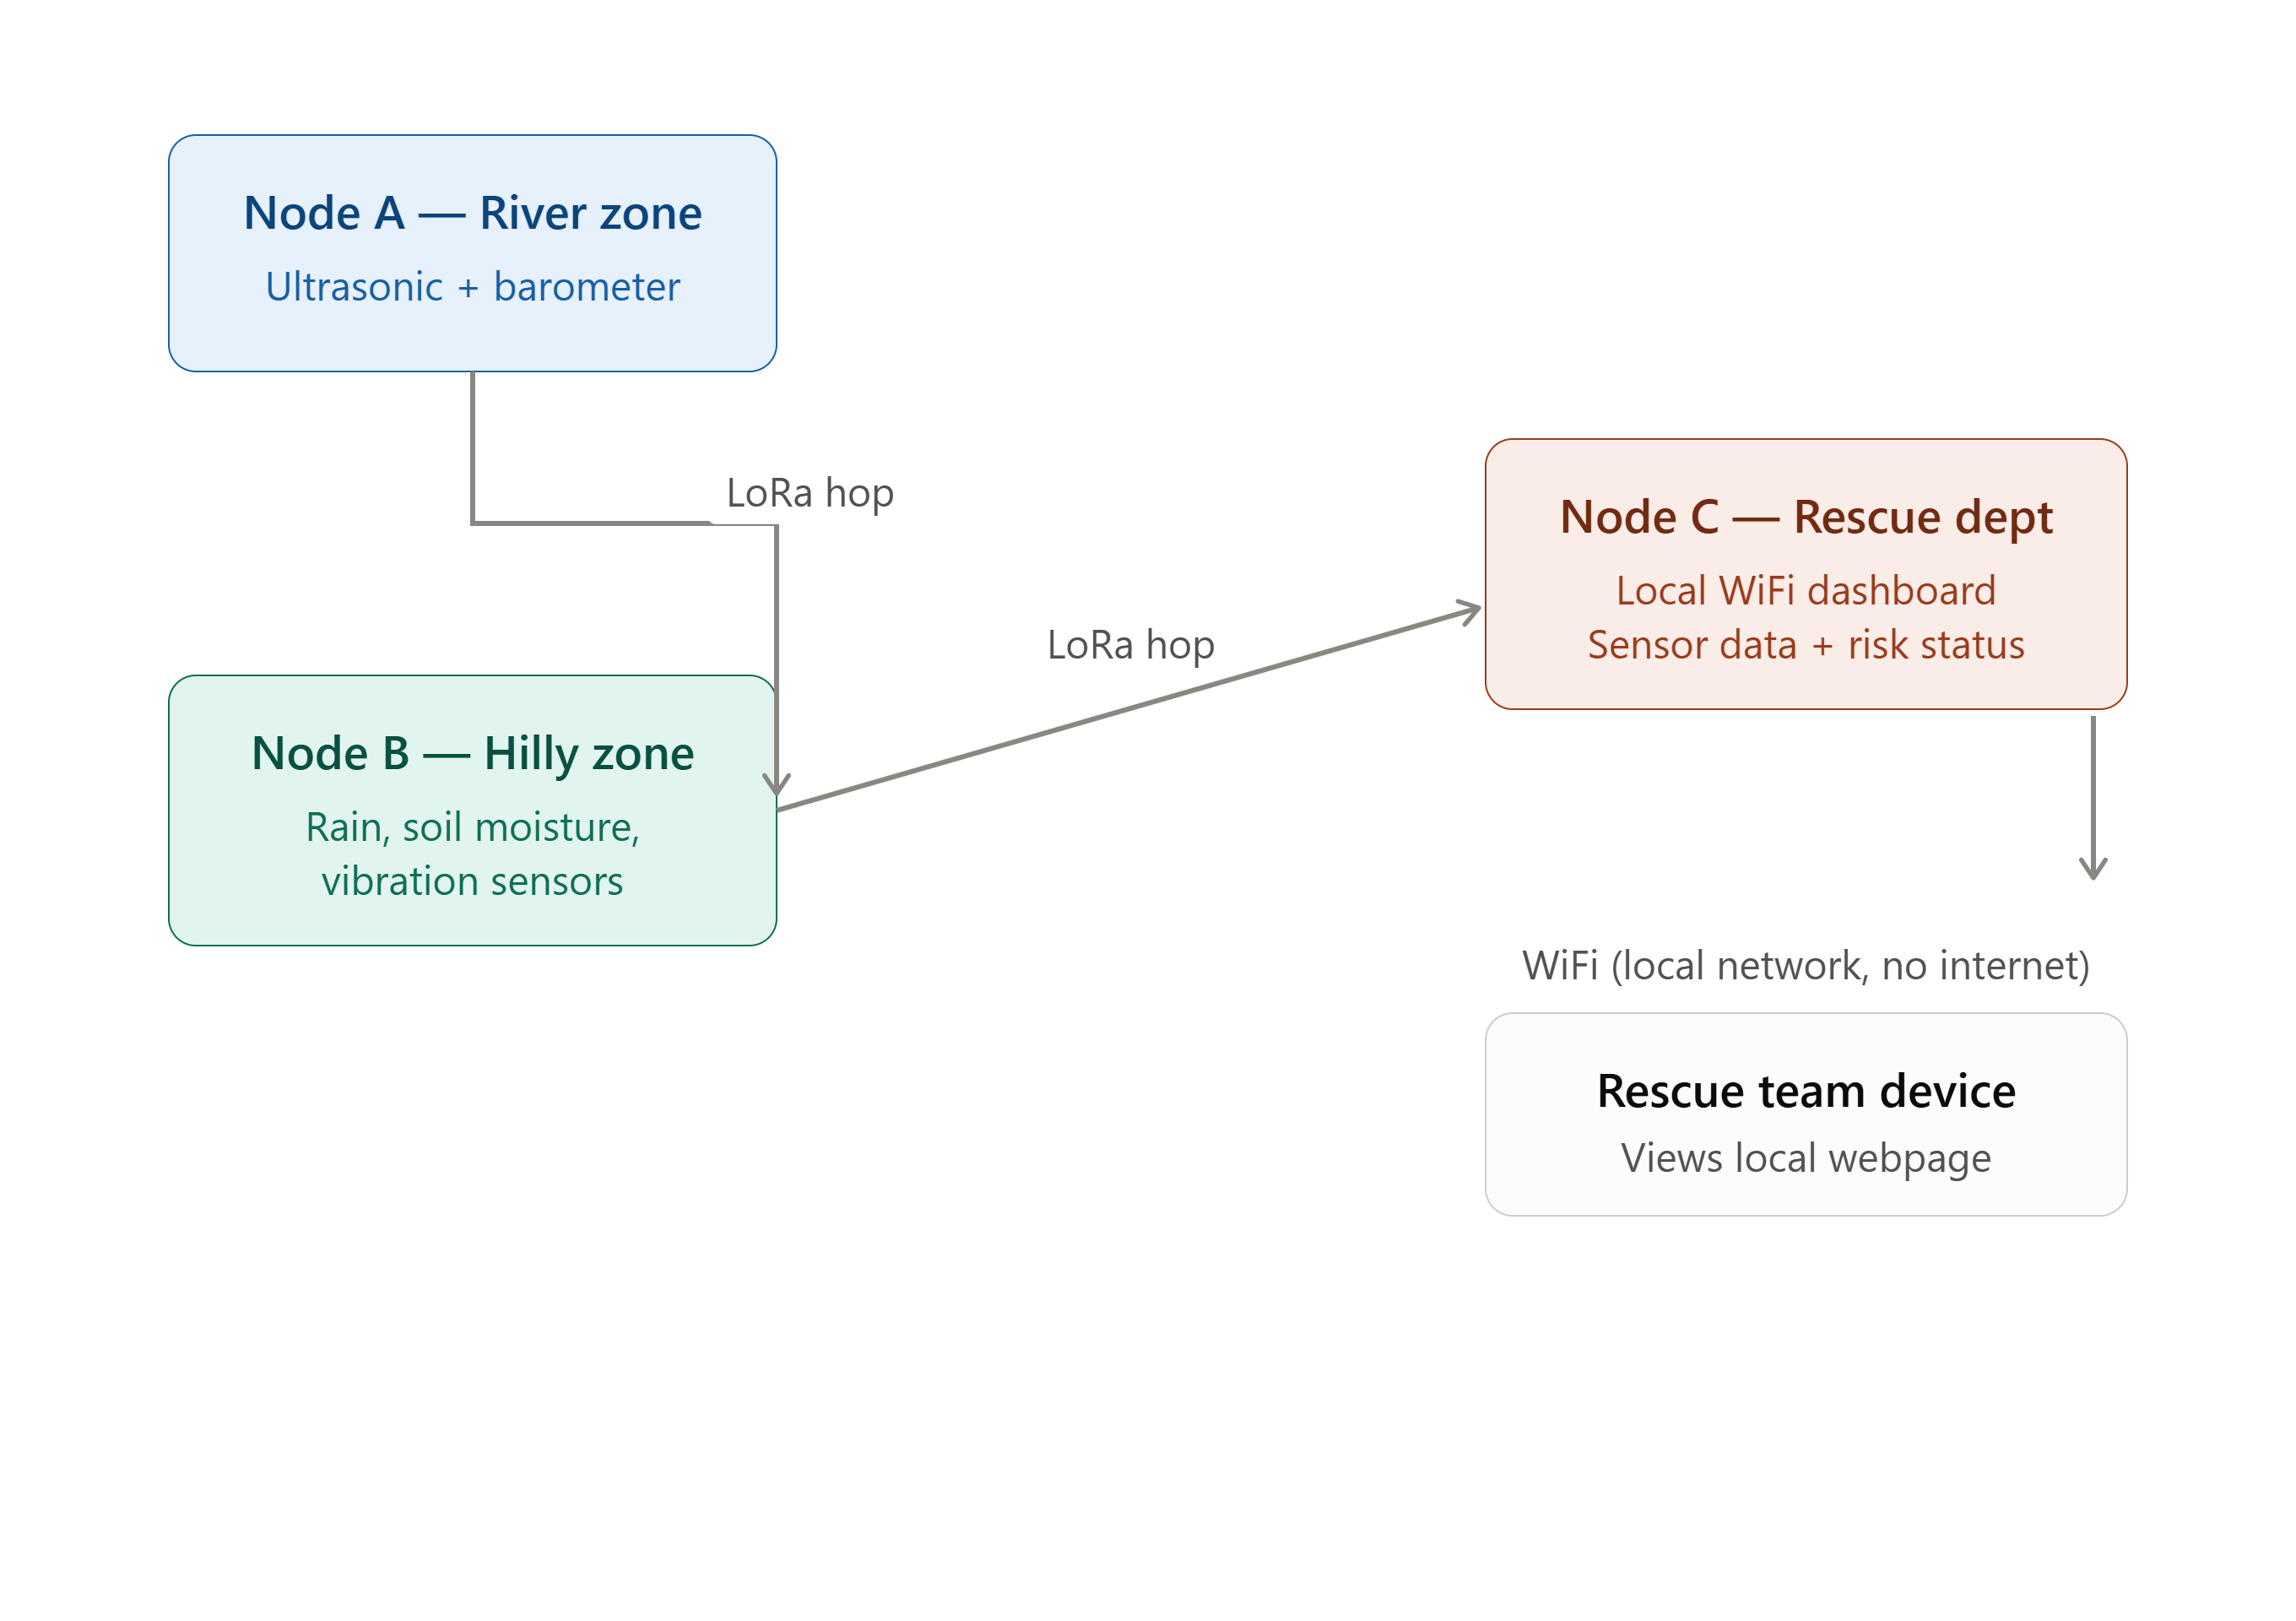 Node A — River zone
Ultrasonic + barometer
LoRa hop
Node B — Hilly zone
Rain, soil moisture,
vibration sensors
LoRa hop
Node C — Rescue dept
Local WiFi dashboard
Sensor data + risk status
WiFi (local network, no internet)
Rescue team device
Views local webpage